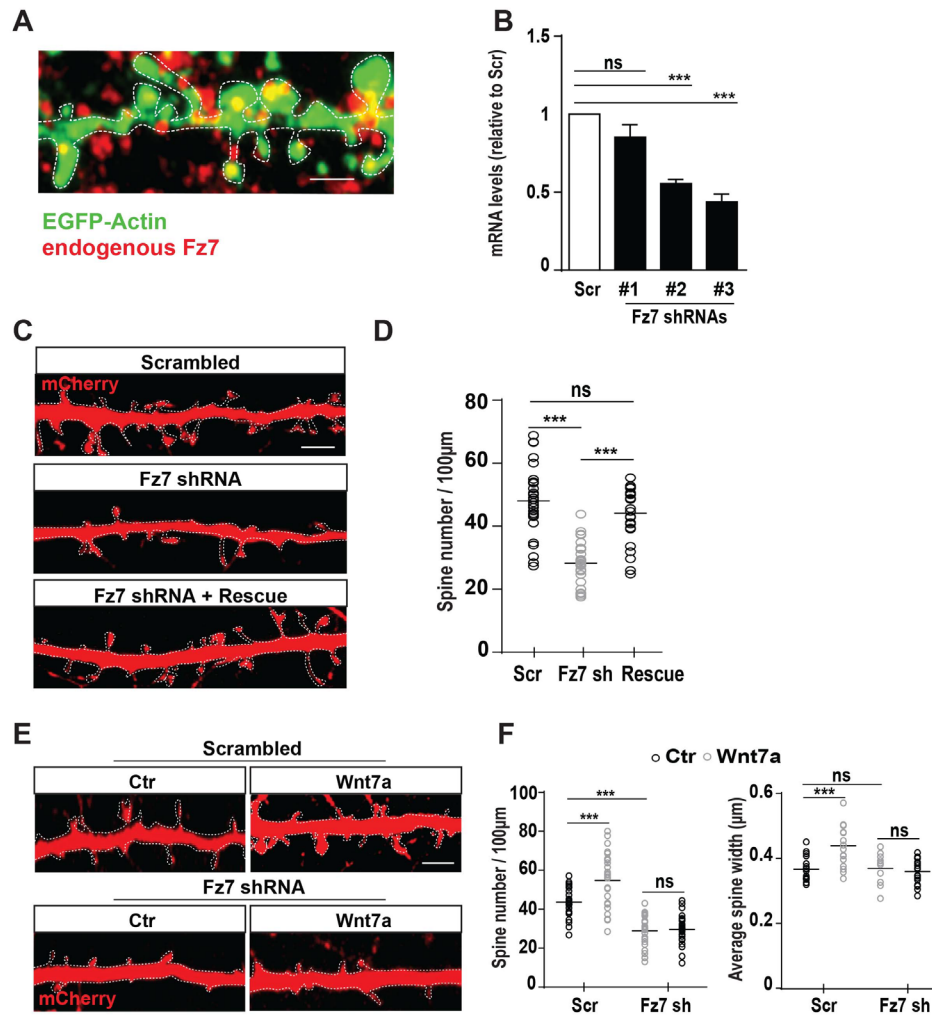 A
EGFP-Actin
endogenous Fz7
B
mRNA levels (relative to Scr)
1.5
1
0.5
0
ns
***
***
Scr #1 #2 #3
Fz7 shRNAs
C
Scrambled
mCherry
Fz7 shRNA
Fz7 shRNA + Rescue
D
Spine number / 100µm
80
60
40
20
0
ns
***
***
Scr Fz7 sh Rescue
E
Scrambled
Ctr Wnt7a
Fz7 shRNA
Ctr Wnt7a
mCherry
F
Ctr Wnt7a
Spine number / 100µm
100
80
60
40
20
0
***
***
ns
Scr Fz7 sh
Average spine width (µm)
0.6
0.4
0.2
0
ns
***
ns
Scr Fz7 sh